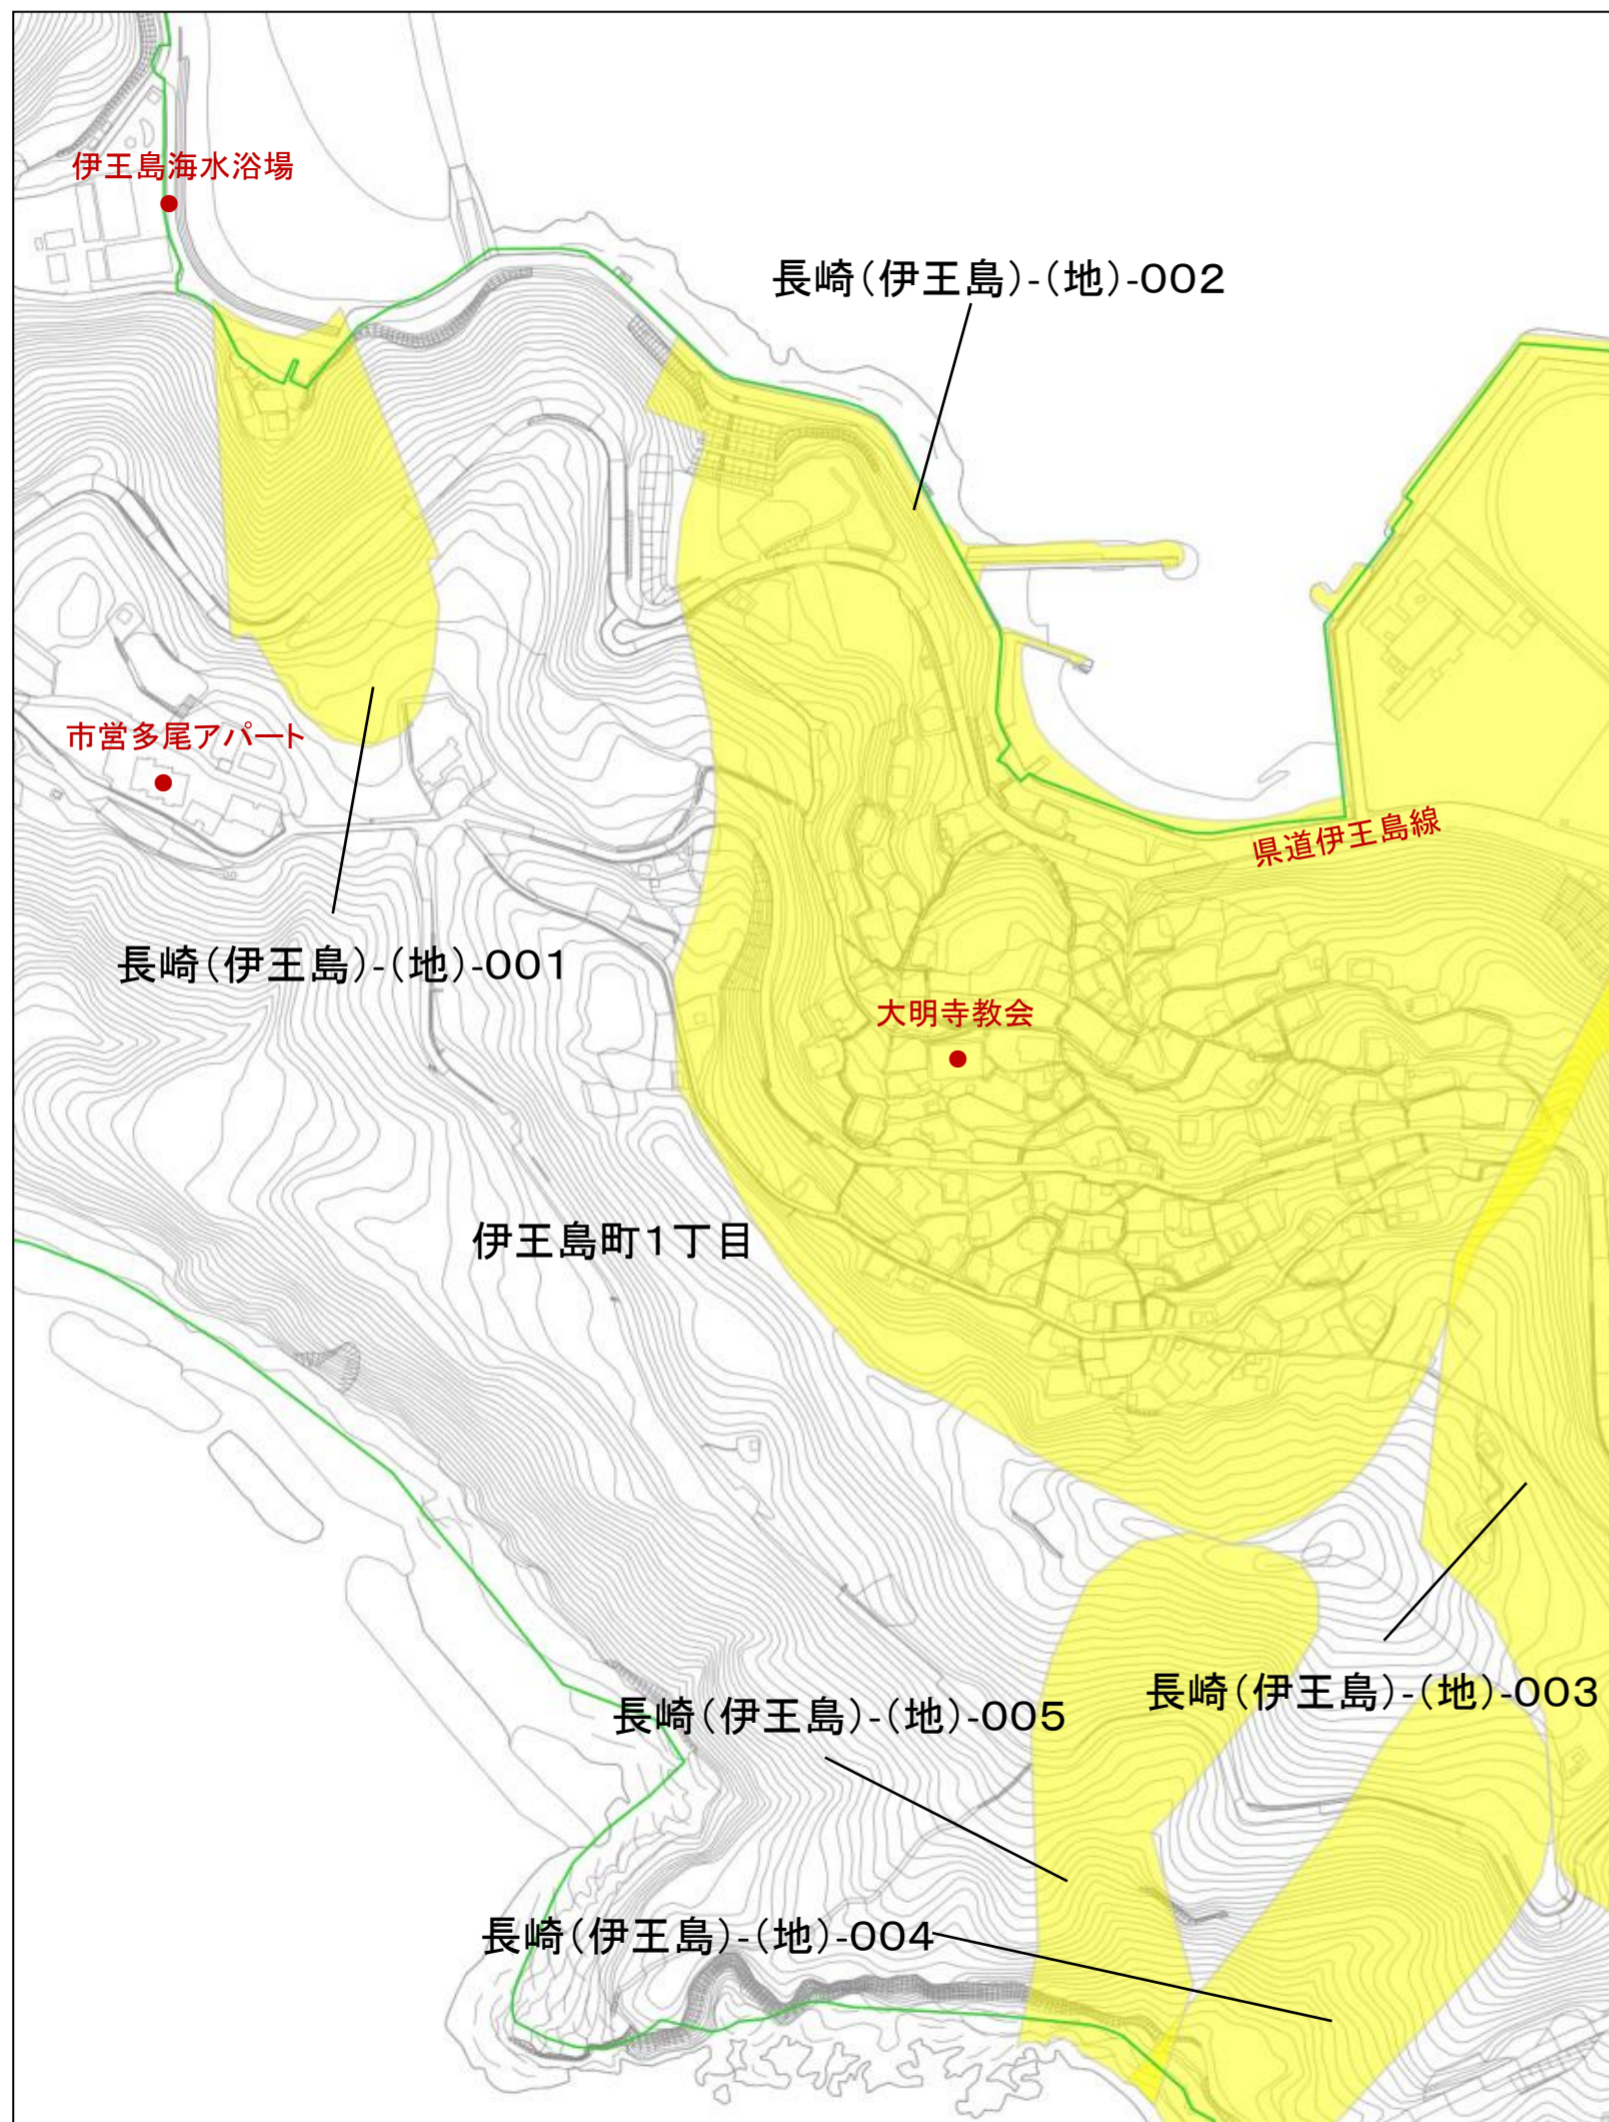 伊王島海水浴場
長崎(伊王島)-(地)-002
市営多尾アパート
県道伊王島線
長崎(伊王島)-(地)-001
大明寺教会
伊王島町1丁目
長崎(伊王島)-(地)-003
長崎(伊王島)-(地)-005
長崎(伊王島)-(地)-004